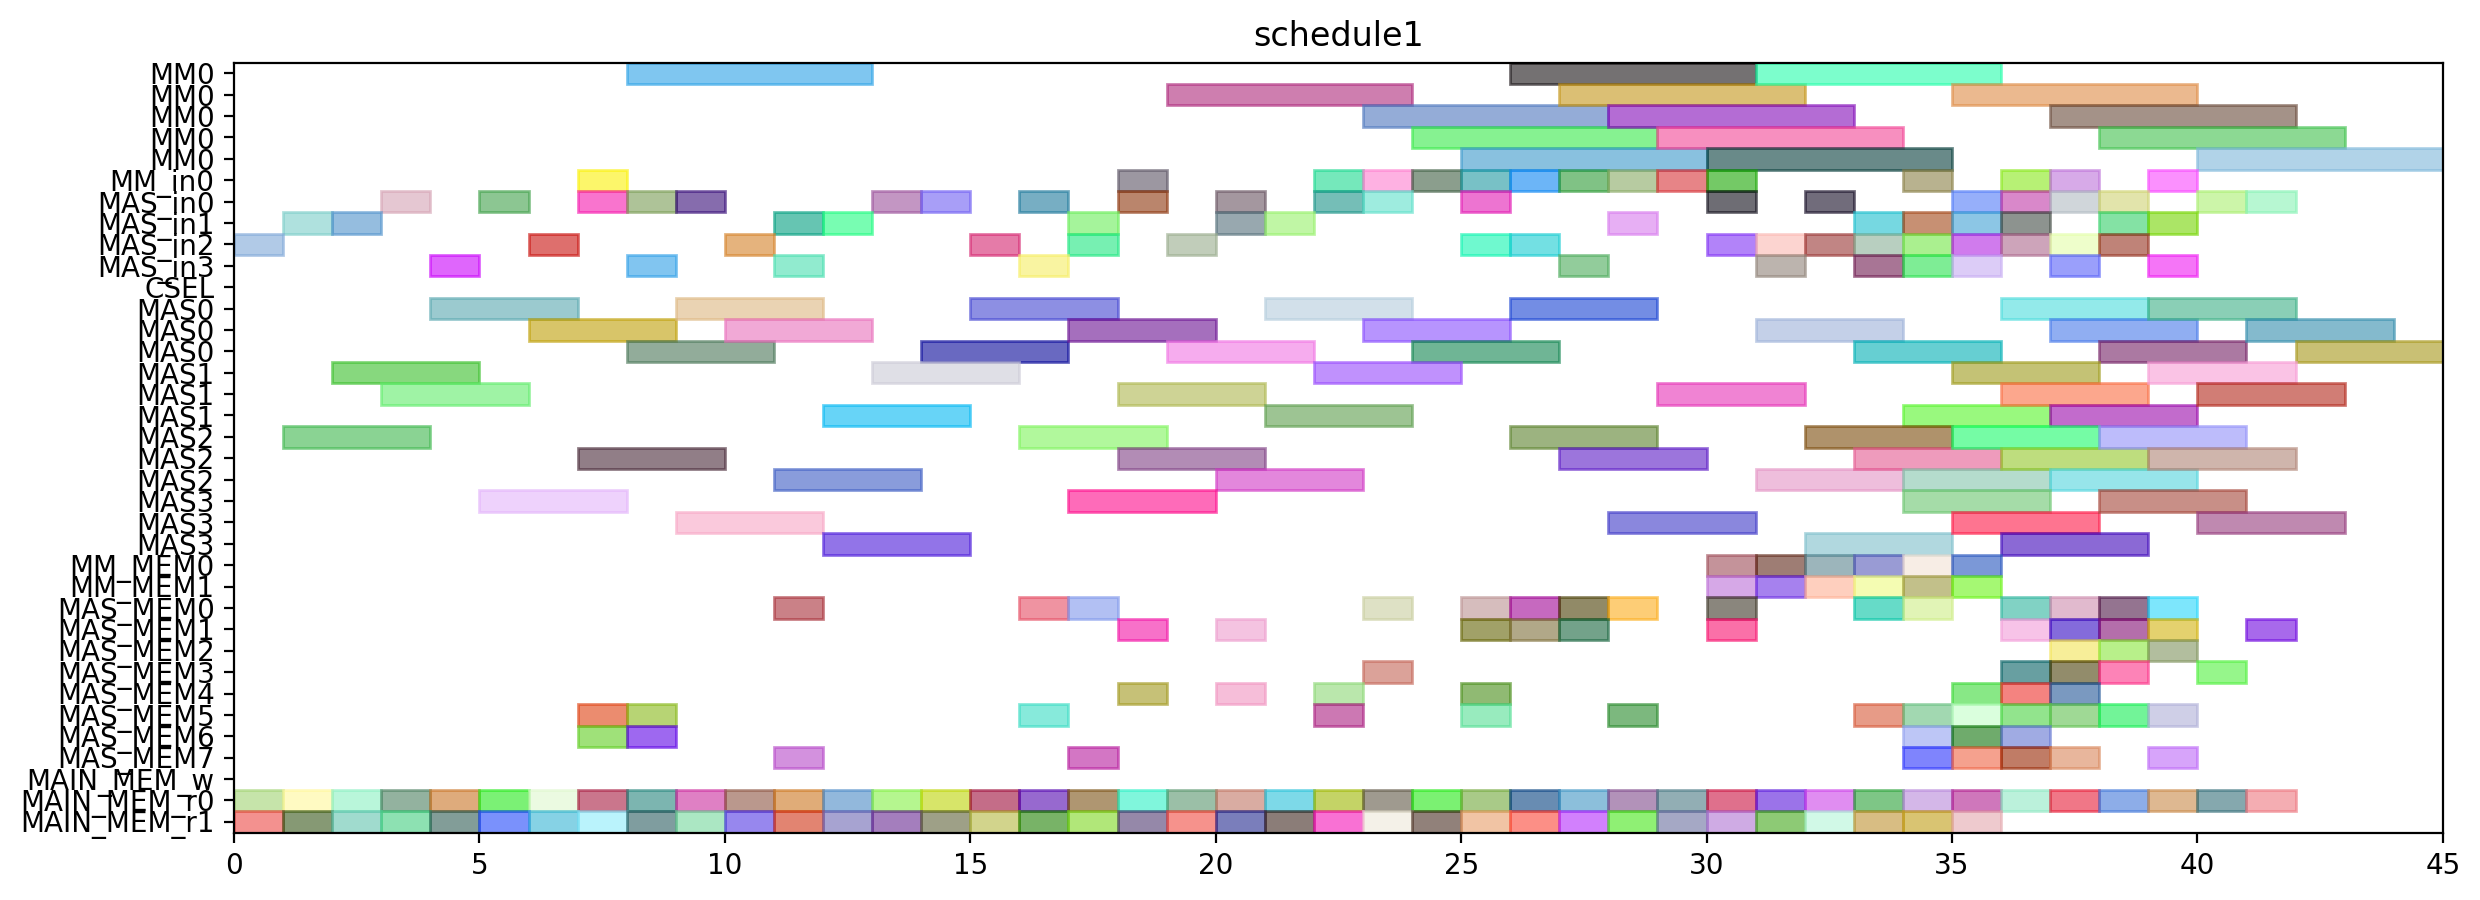 schedule1
MM0
MM0
MM0
MM0
MM0
MM_in0
MAS_in0
MAS_in1
MAS_in2
MAS_in3
CSEL
MAS0
MAS0
MAS0
MAS1
MAS1
MAS1
MAS2
MAS2
MAS2
MAS3
MAS3
MAS3
MM_MEM0
MM_MEM1
MAS_MEM0
MAS_MEM1
MAS_MEM2
MAS_MEM3
MAS_MEM4
MAS_MEM5
MAS_MEM6
MAS_MEM7
MAIN_MEM_w
MAIN_MEM_r0
MAIN_MEM_r1
0 5 10 15 20 25 30 35 40 45